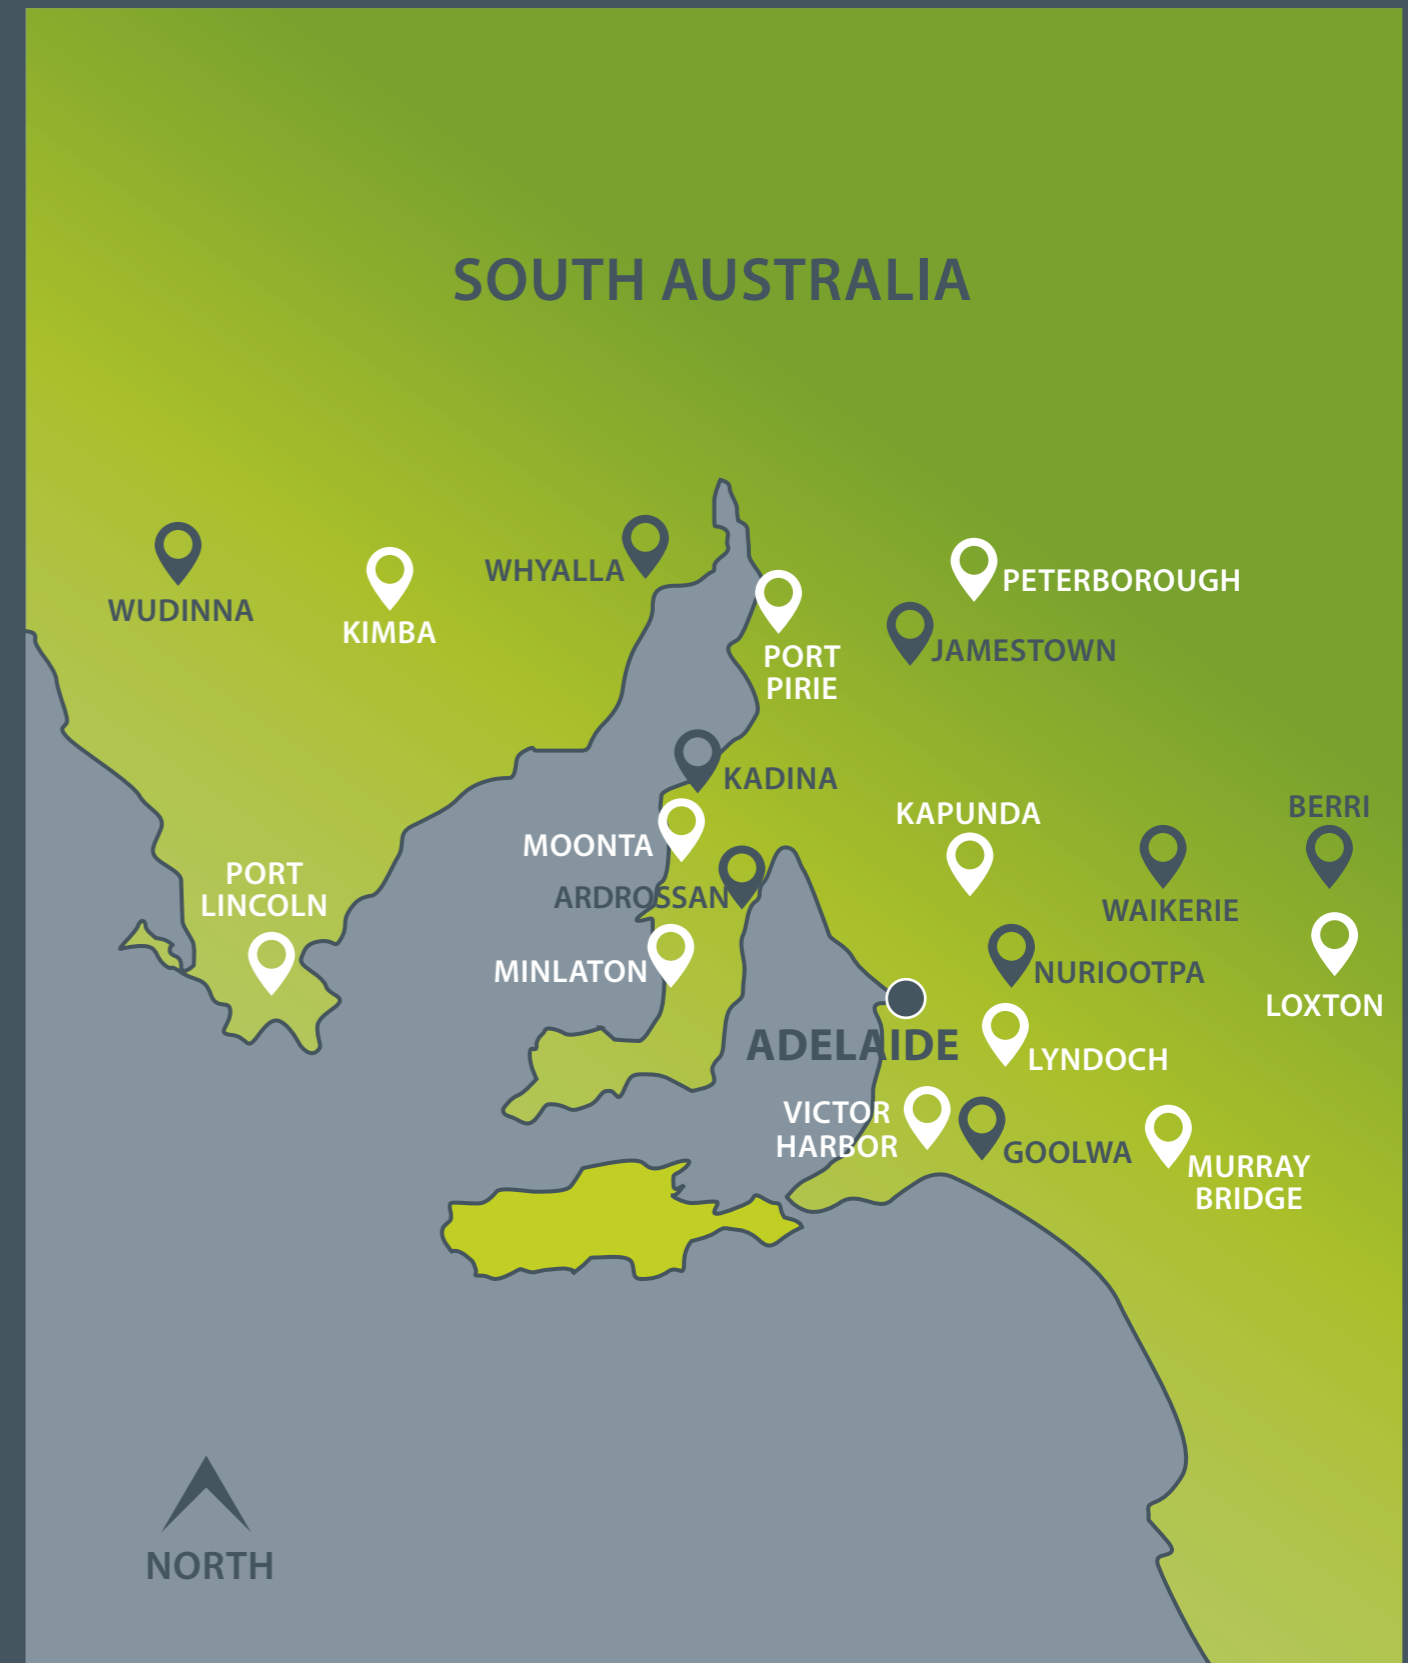 SOUTH AUSTRALIA
WUDINNA
KIMBA
WHYALLA
PORT
PIRIE
PETERBOROUGH
JAMESTOWN
KADINA
MOONTA
ARDROSSAN
MINLATON
PORT
LINCOLN
KAPUNDA
BERRI
WAIKERIE
NURIOOTPA
LOXTON
ADELAIDE
LYNDOCH
VICTOR
HARBOR
GOOLWA
MURRAY
BRIDGE
NORTH